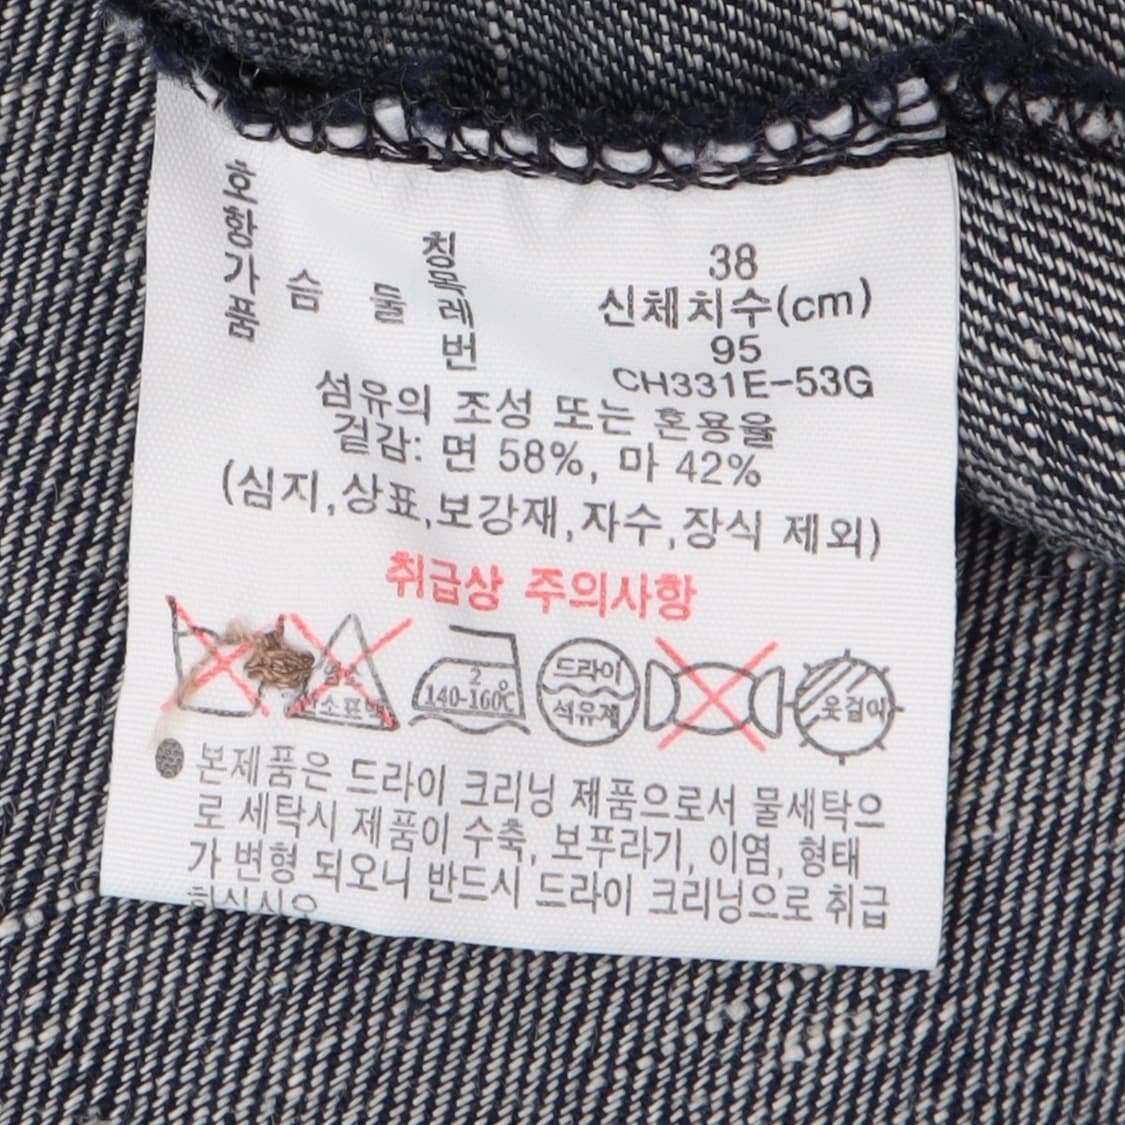 호칭 38
가슴둘레 신체치수(cm)
95
품번 CH331E-53G
섬유의 조성 또는 혼용율
겉감: 면 58%, 마 42%
(심지,상표,보강재,자수,장식 제외)
취급상 주의사항
2
140-160℃
드라이
석유계
옷걸이
본제품은 드라이 크리닝 제품으로서 물세탁으
로 세탁시 제품이 수축, 보푸라기, 이염, 형태
가 변형 되오니 반드시 드라이 크리닝으로 취급
하십시오